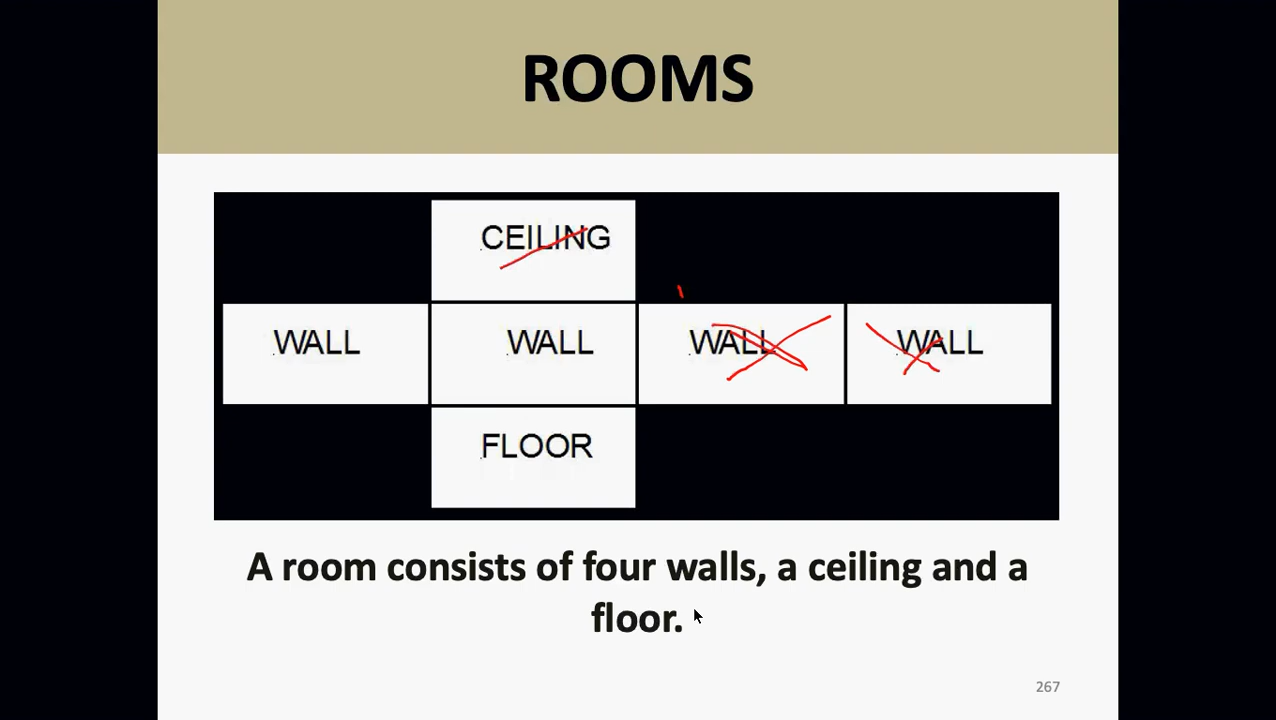 ROOMS
CEILING
WALL WALL WALL WALL
FLOOR
A room consists of four walls, a ceiling and a
floor.
267